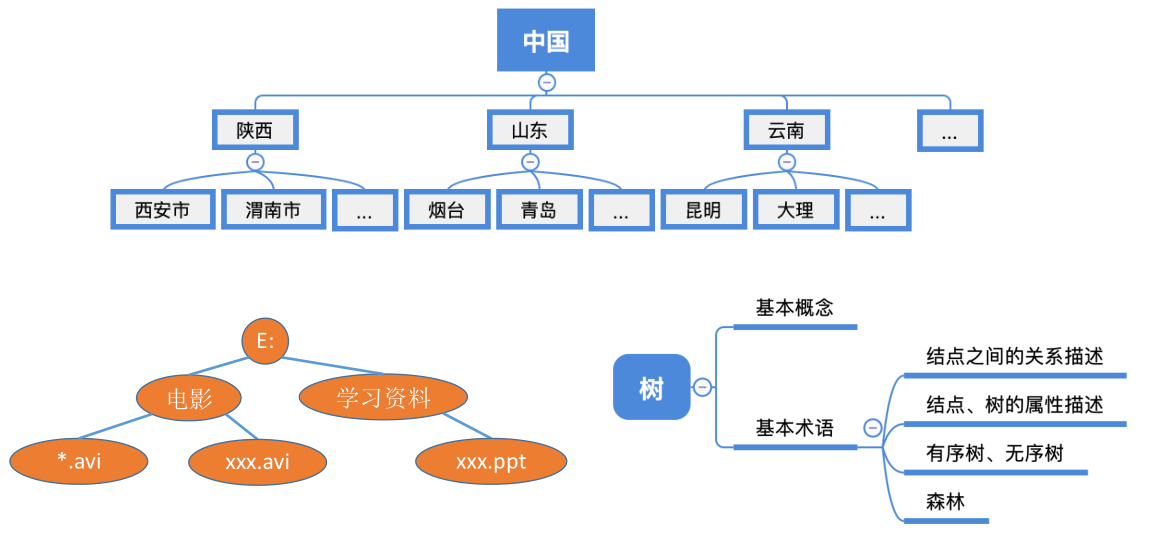 中国
陕西
山东
云南
...
西安市
渭南市
...
烟台
青岛
...
昆明
大理
...
E:
电影
学习资料
*.avi
xxx.avi
xxx.ppt
树
基本概念
基本术语
结点之间的关系描述
结点、树的属性描述
有序树、无序树
森林